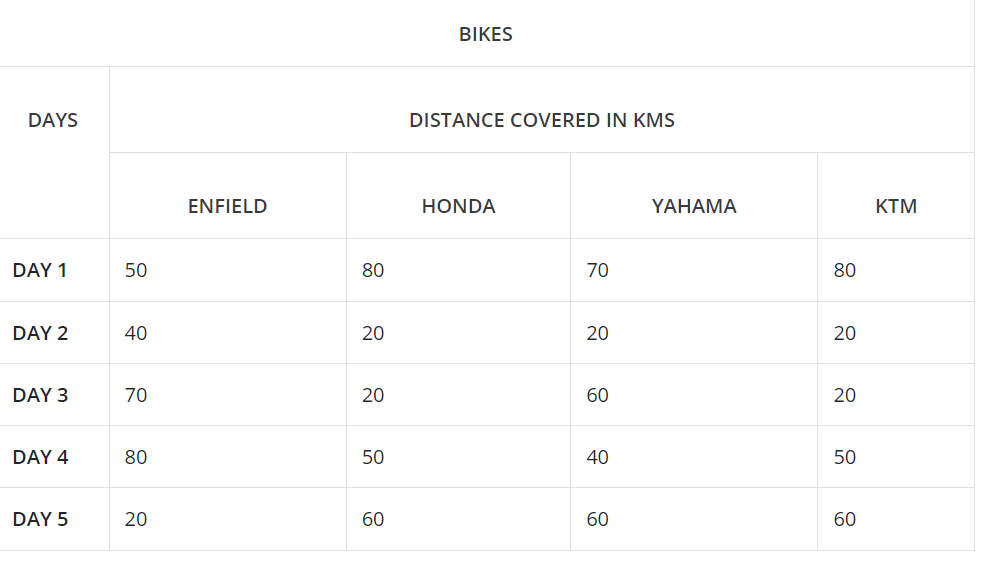 BIKES
DAYS DISTANCE COVERED IN KMS
ENFIELD HONDA YAHAMA KTM
DAY 1 50 80 70 80
DAY 2 40 20 20 20
DAY 3 70 20 60 20
DAY 4 80 50 40 50
DAY 5 20 60 60 60